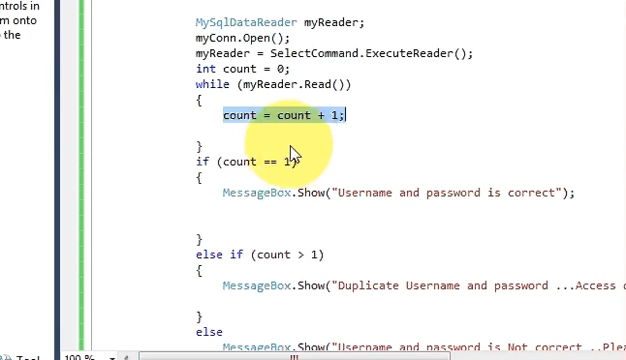 ntrols in
m onto
o the
MySqlDataReader myReader;
myConn.Open();
myReader = SelectCommand.ExecuteReader();
int count = 0;
while (myReader.Read())
{
count = count + 1;
}
if (count == 1)
{
MessageBox.Show("Username and password is correct");
}
else if (count > 1)
{
MessageBox.Show("Duplicate Username and password ...Access
}
else
MessageBox.Show("Username and password is Not correct ..Plea
Tool
100 %